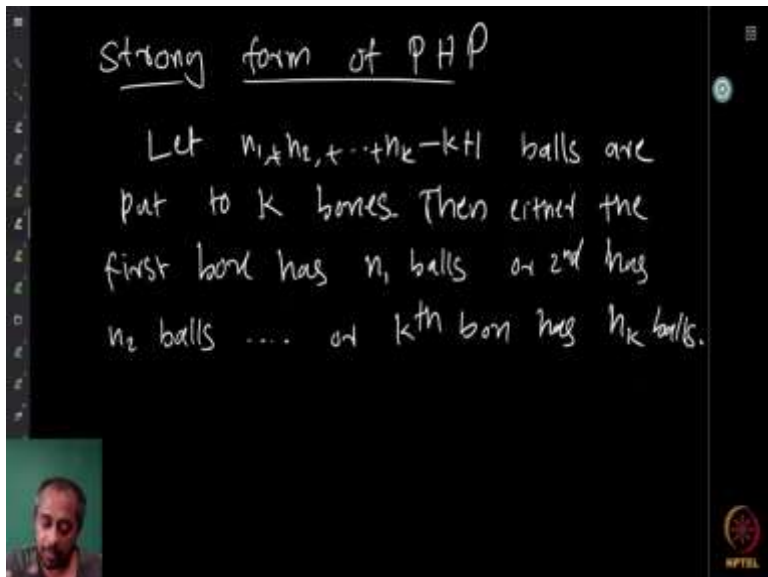 Strong form of PHP
Let n₁+n₂+⋯+nₖ−k+1 balls are
put to k boxes. Then either the
first box has n₁ balls or 2nd has
n₂ balls .... or kth box has nₖ balls.
NPTEL